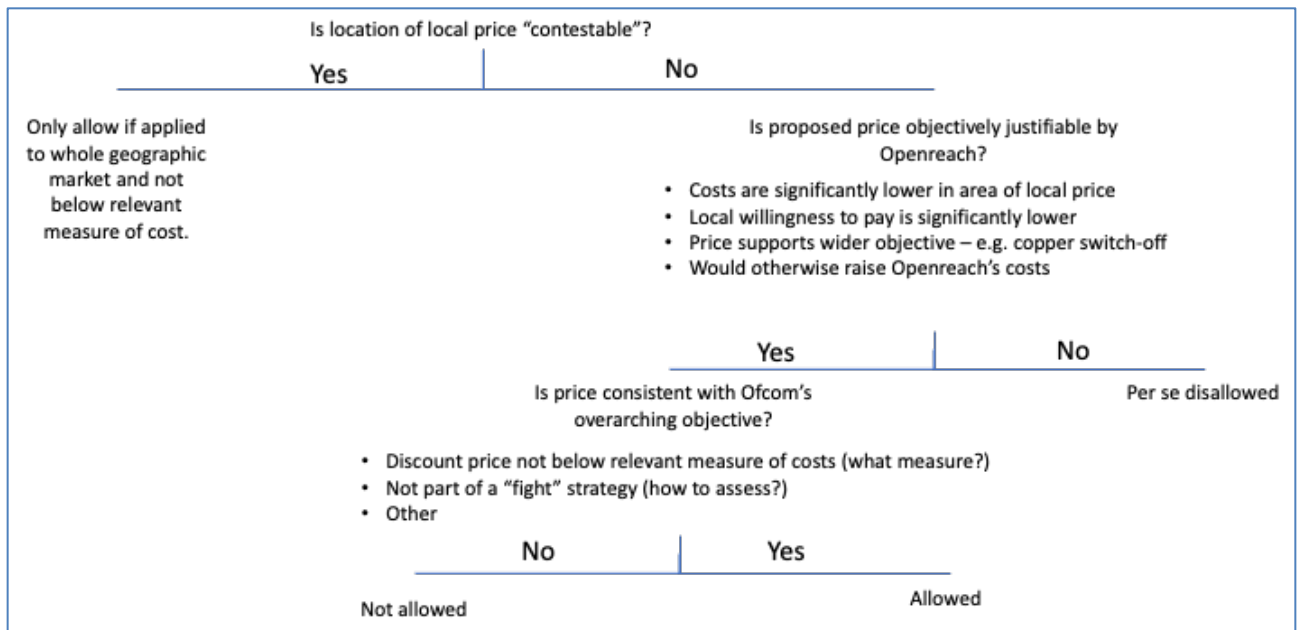 Is location of local price “contestable”?
Yes
No
Only allow if applied
to whole geographic
market and not
below relevant
measure of cost.
Is proposed price objectively justifiable by
Openreach?
• Costs are significantly lower in area of local price
• Local willingness to pay is significantly lower
• Price supports wider objective – e.g. copper switch-off
• Would otherwise raise Openreach’s costs
Yes
No
Is price consistent with Ofcom’s
overarching objective?
Per se disallowed
• Discount price not below relevant measure of costs (what measure?)
• Not part of a “fight” strategy (how to assess?)
• Other
No
Yes
Not allowed
Allowed